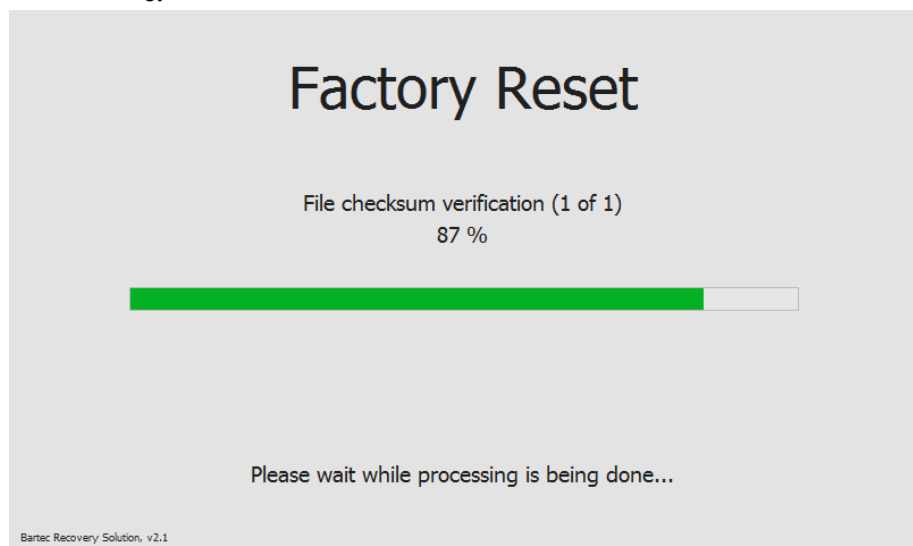 Factory Reset
File checksum verification (1 of 1)
87 %
Please wait while processing is being done...
Bartec Recovery Solution, v2.1